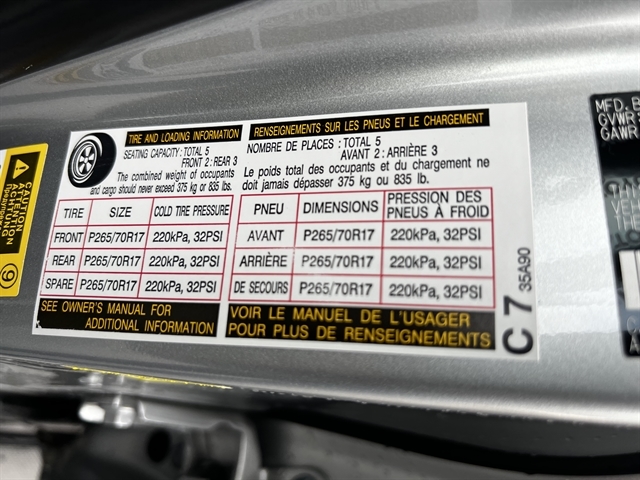 TIRE AND LOADING INFORMATION
SEATING CAPACITY : TOTAL 5
FRONT 2 : REAR 3
The combined weight of occupants
and cargo should never exceed 375 kg or 835 lbs.
TIRE SIZE COLD TIRE PRESSURE
FRONT P265/70R17 220kPa, 32PSI
REAR P265/70R17 220kPa, 32PSI
SPARE P265/70R17 220kPa, 32PSI
SEE OWNER'S MANUAL FOR
ADDITIONAL INFORMATION
RENSEIGNEMENTS SUR LES PNEUS ET LE CHARGEMENT
NOMBRE DE PLACES : TOTAL 5
AVANT 2 : ARRIÈRE 3
Le poids total des occupants et du chargement ne
doit jamais dépasser 375 kg ou 835 lb.
PNEU DIMENSIONS PRESSION DES
PNEUS À FROID
AVANT P265/70R17 220kPa, 32PSI
ARRIÈRE P265/70R17 220kPa, 32PSI
DE SECOURS P265/70R17 220kPa, 32PSI
VOIR LE MANUEL DE L'USAGER
POUR PLUS DE RENSEIGNEMENTS
C 7 35A90
CAUTION
ATTENTION
ACHTUNG
9
MFD. B
GVWR
GAWR